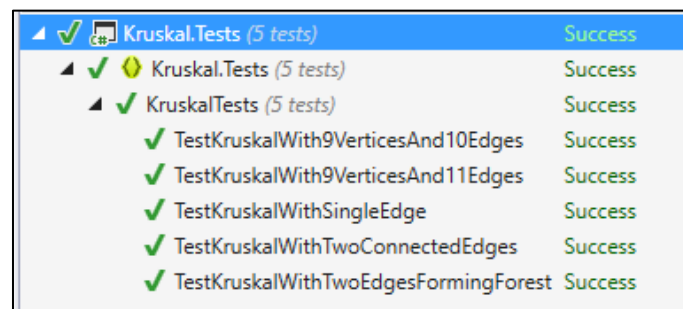 C# Kruskal.Tests (5 tests) Success
Kruskal.Tests (5 tests) Success
KruskalTests (5 tests) Success
TestKruskalWith9VerticesAnd10Edges Success
TestKruskalWith9VerticesAnd11Edges Success
TestKruskalWithSingleEdge Success
TestKruskalWithTwoConnectedEdges Success
TestKruskalWithTwoEdgesFormingForest Success